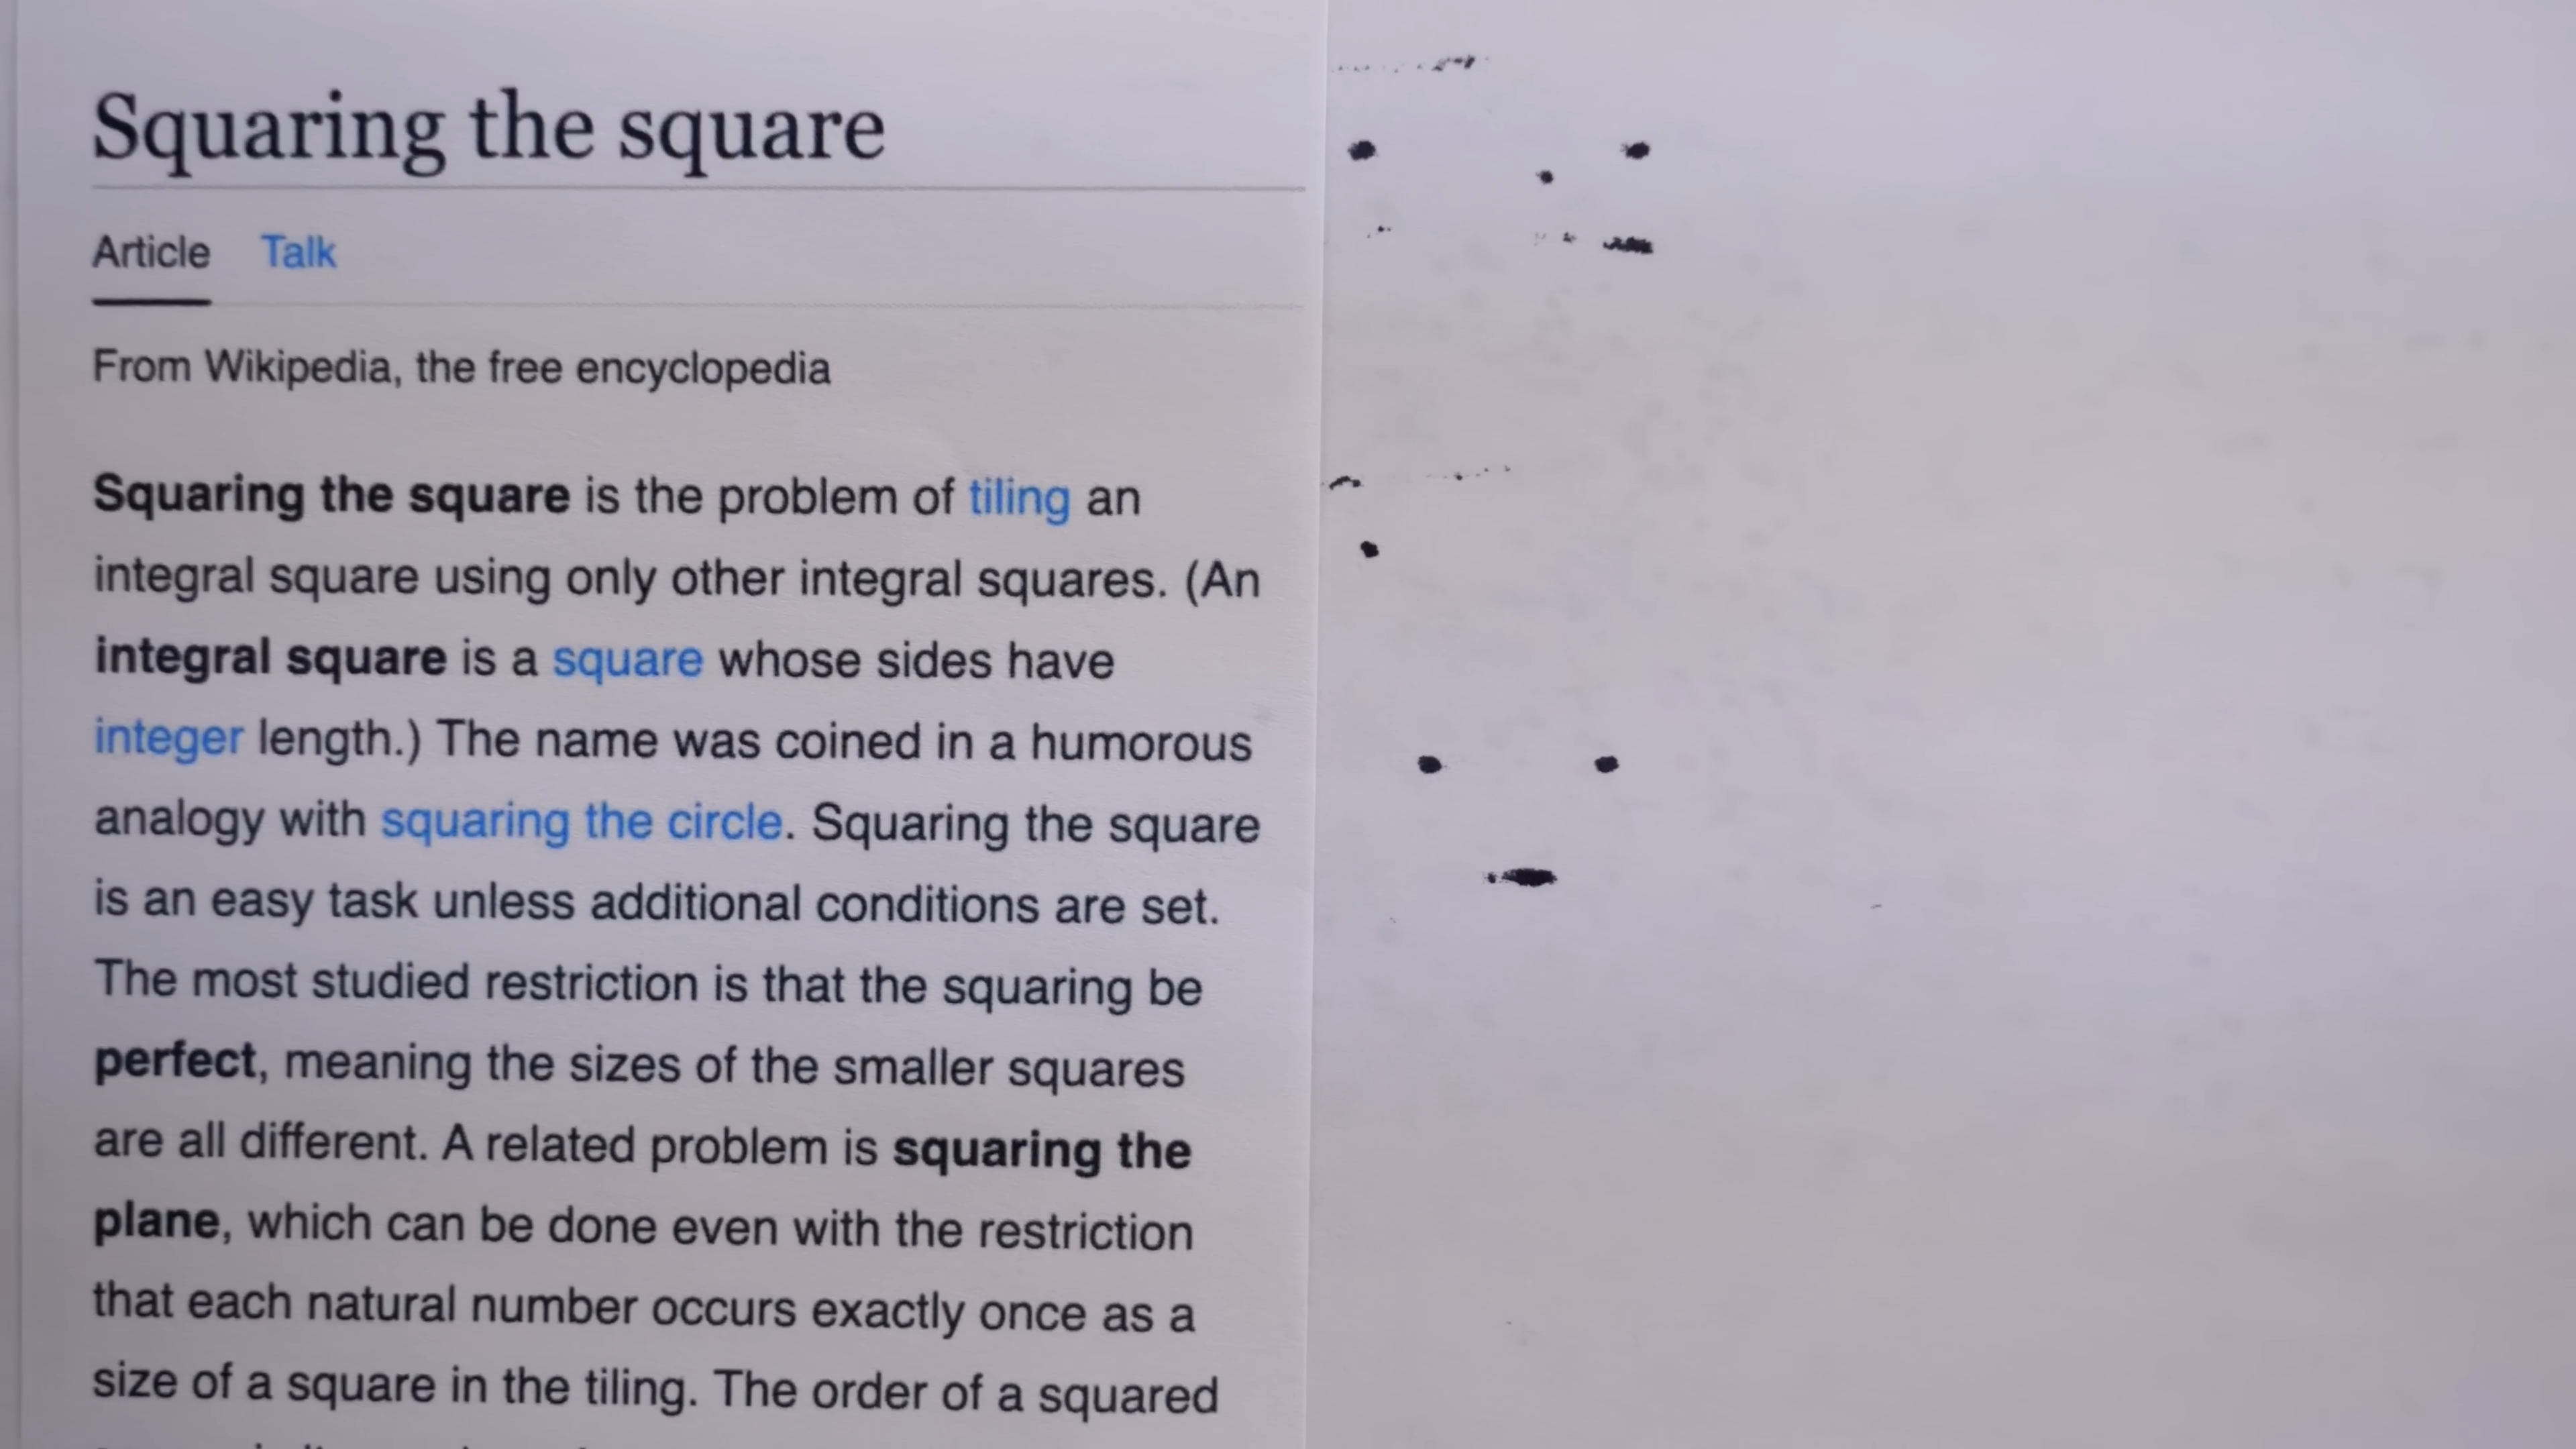 Squaring the square
Article Talk
From Wikipedia, the free encyclopedia
Squaring the square is the problem of tiling an
integral square using only other integral squares. (An
integral square is a square whose sides have
integer length.) The name was coined in a humorous
analogy with squaring the circle. Squaring the square
is an easy task unless additional conditions are set.
The most studied restriction is that the squaring be
perfect, meaning the sizes of the smaller squares
are all different. A related problem is squaring the
plane, which can be done even with the restriction
that each natural number occurs exactly once as a
size of a square in the tiling. The order of a squared